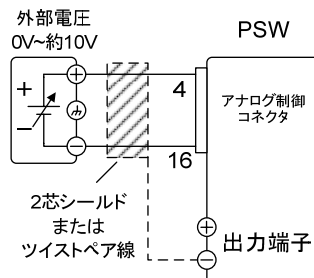 外部電圧
0V~約10V
PSW
4
アナログ制御
コネクタ
16
2芯シールド
または
ツイストペア線
出力端子